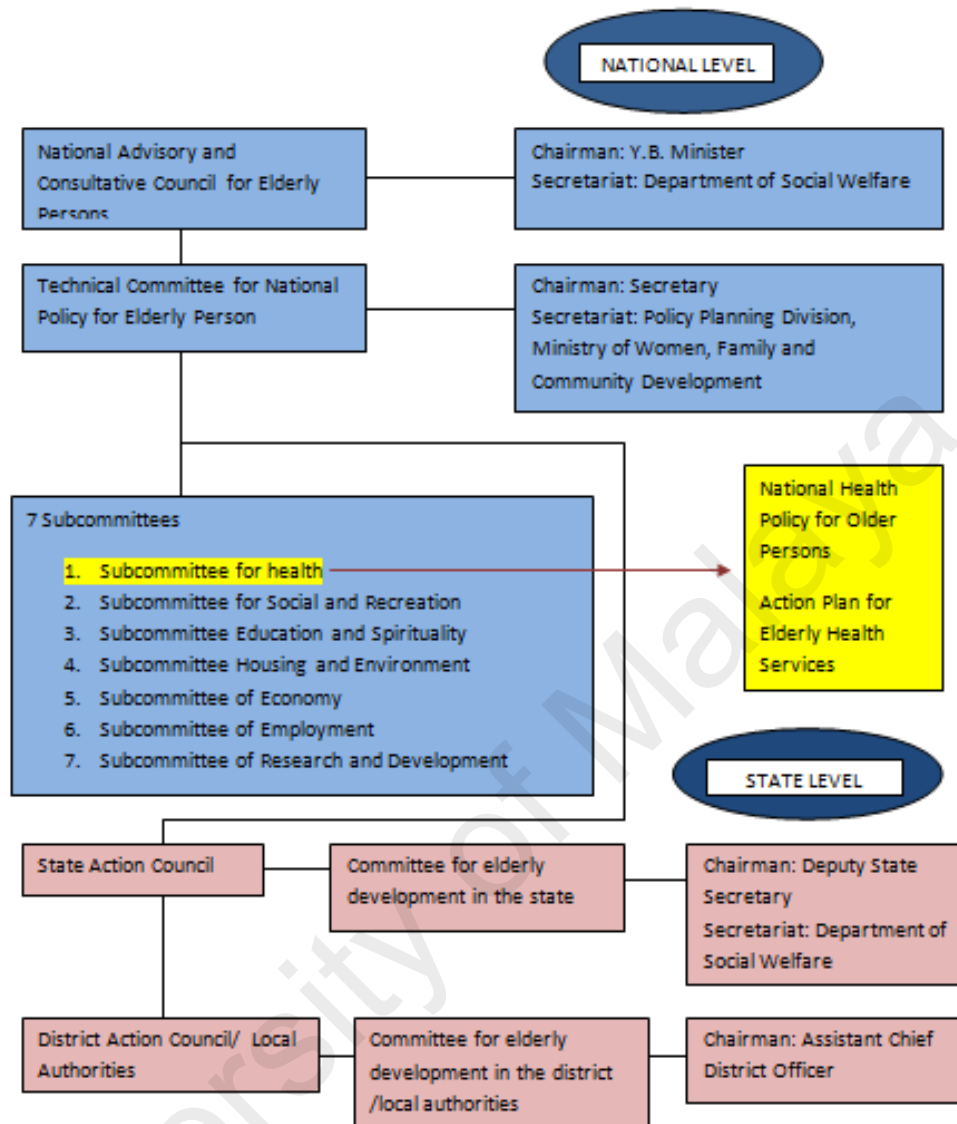 NATIONAL LEVEL
National Advisory and
Consultative Council for Elderly
Persons
Chairman: Y.B. Minister
Secretariat: Department of Social Welfare
Technical Committee for National
Policy for Elderly Person
Chairman: Secretary
Secretariat: Policy Planning Division,
Ministry of Women, Family and
Community Development
7 Subcommittees
1. Subcommittee for health
2. Subcommittee for Social and Recreation
3. Subcommittee Education and Spirituality
4. Subcommittee Housing and Environment
5. Subcommittee of Economy
6. Subcommittee of Employment
7. Subcommittee of Research and Development
National Health
Policy for Older
Persons
Action Plan for
Elderly Health
Services
STATE LEVEL
State Action Council
Committee for elderly
development in the state
Chairman: Deputy State
Secretary
Secretariat: Department of
Social Welfare
District Action Council/ Local
Authorities
Committee for elderly
development in the district
/local authorities
Chairman: Assistant Chief
District Officer
ersity of Malaya